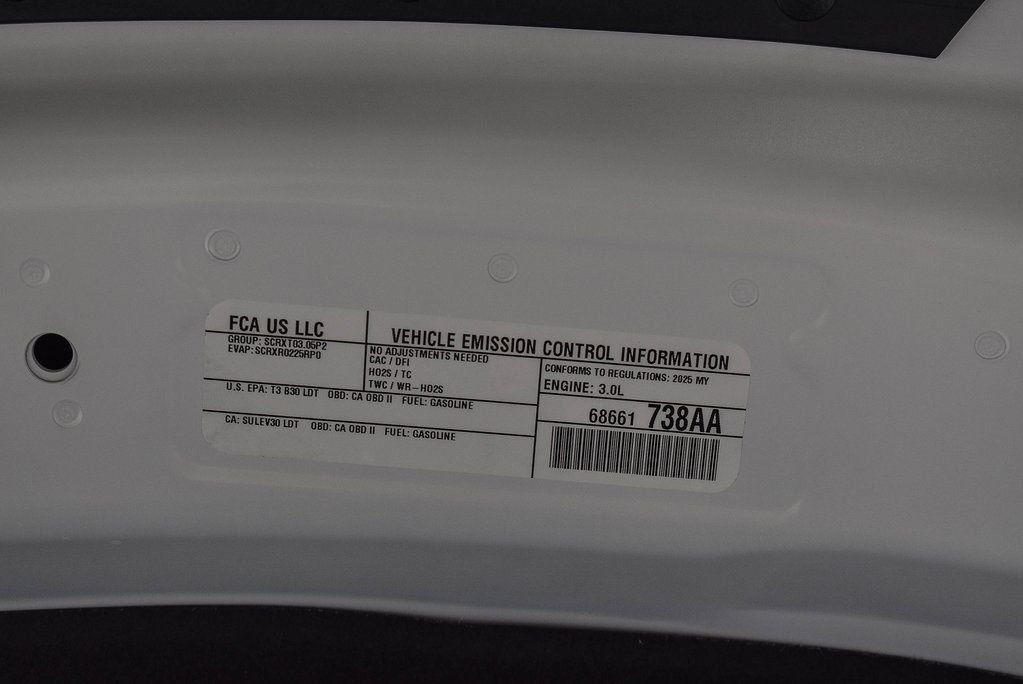 FCA US LLC
VEHICLE EMISSION CONTROL INFORMATION
GROUP: SCRXT03.05P2
EVAP: SCRXR0225RP0
NO ADJUSTMENTS NEEDED
CAC / DFI
HO2S / TC
TWC / WR-HO2S
CONFORMS TO REGULATIONS: 2025 MY
ENGINE: 3.0L
U.S. EPA: T3 B30 LDT OBD: CA OBD II FUEL: GASOLINE
CA: SULEV30 LDT OBD: CA OBD II FUEL: GASOLINE
68661 738AA